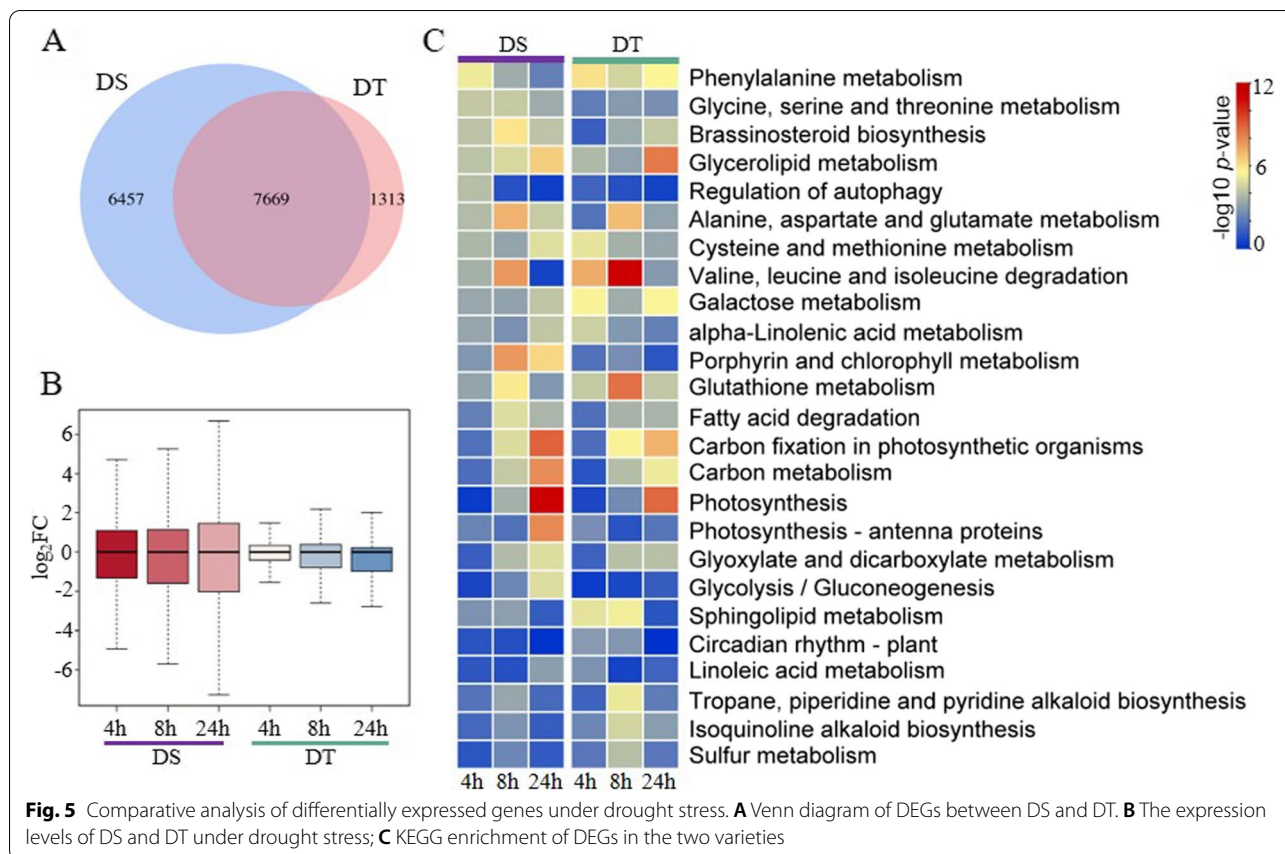 A
DS
DT
6457
7669
1313
B
log2FC
6
4
2
0
-2
-4
-6
4h 8h 24h 4h 8h 24h
DS DT
C
DS DT
Phenylalanine metabolism
Glycine, serine and threonine metabolism
Brassinosteroid biosynthesis
Glycerolipid metabolism
Regulation of autophagy
Alanine, aspartate and glutamate metabolism
Cysteine and methionine metabolism
Valine, leucine and isoleucine degradation
Galactose metabolism
alpha-Linolenic acid metabolism
Porphyrin and chlorophyll metabolism
Glutathione metabolism
Fatty acid degradation
Carbon fixation in photosynthetic organisms
Carbon metabolism
Photosynthesis
Photosynthesis - antenna proteins
Glyoxylate and dicarboxylate metabolism
Glycolysis / Gluconeogenesis
Sphingolipid metabolism
Circadian rhythm - plant
Linoleic acid metabolism
Tropane, piperidine and pyridine alkaloid biosynthesis
Isoquinoline alkaloid biosynthesis
Sulfur metabolism
4h 8h 24h 4h 8h 24h
-log10 p-value
12
6
0
Fig. 5 Comparative analysis of differentially expressed genes under drought stress. A Venn diagram of DEGs between DS and DT. B The expression
levels of DS and DT under drought stress; C KEGG enrichment of DEGs in the two varieties